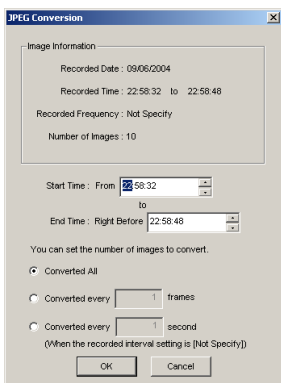 JPEG Conversion
Image Information
Recorded Date : 09/06/2004
Recorded Time : 22:58:32 to 22:58:48
Recorded Frequency : Not Specify
Number of Images : 10
Start Time : From 22:58:32
to
End Time : Right Before 22:58:48
You can set the number of images to convert.
Converted All
Converted every 1 frames
Converted every 1 second
(When the recorded interval setting is [Not Specify])
OK Cancel